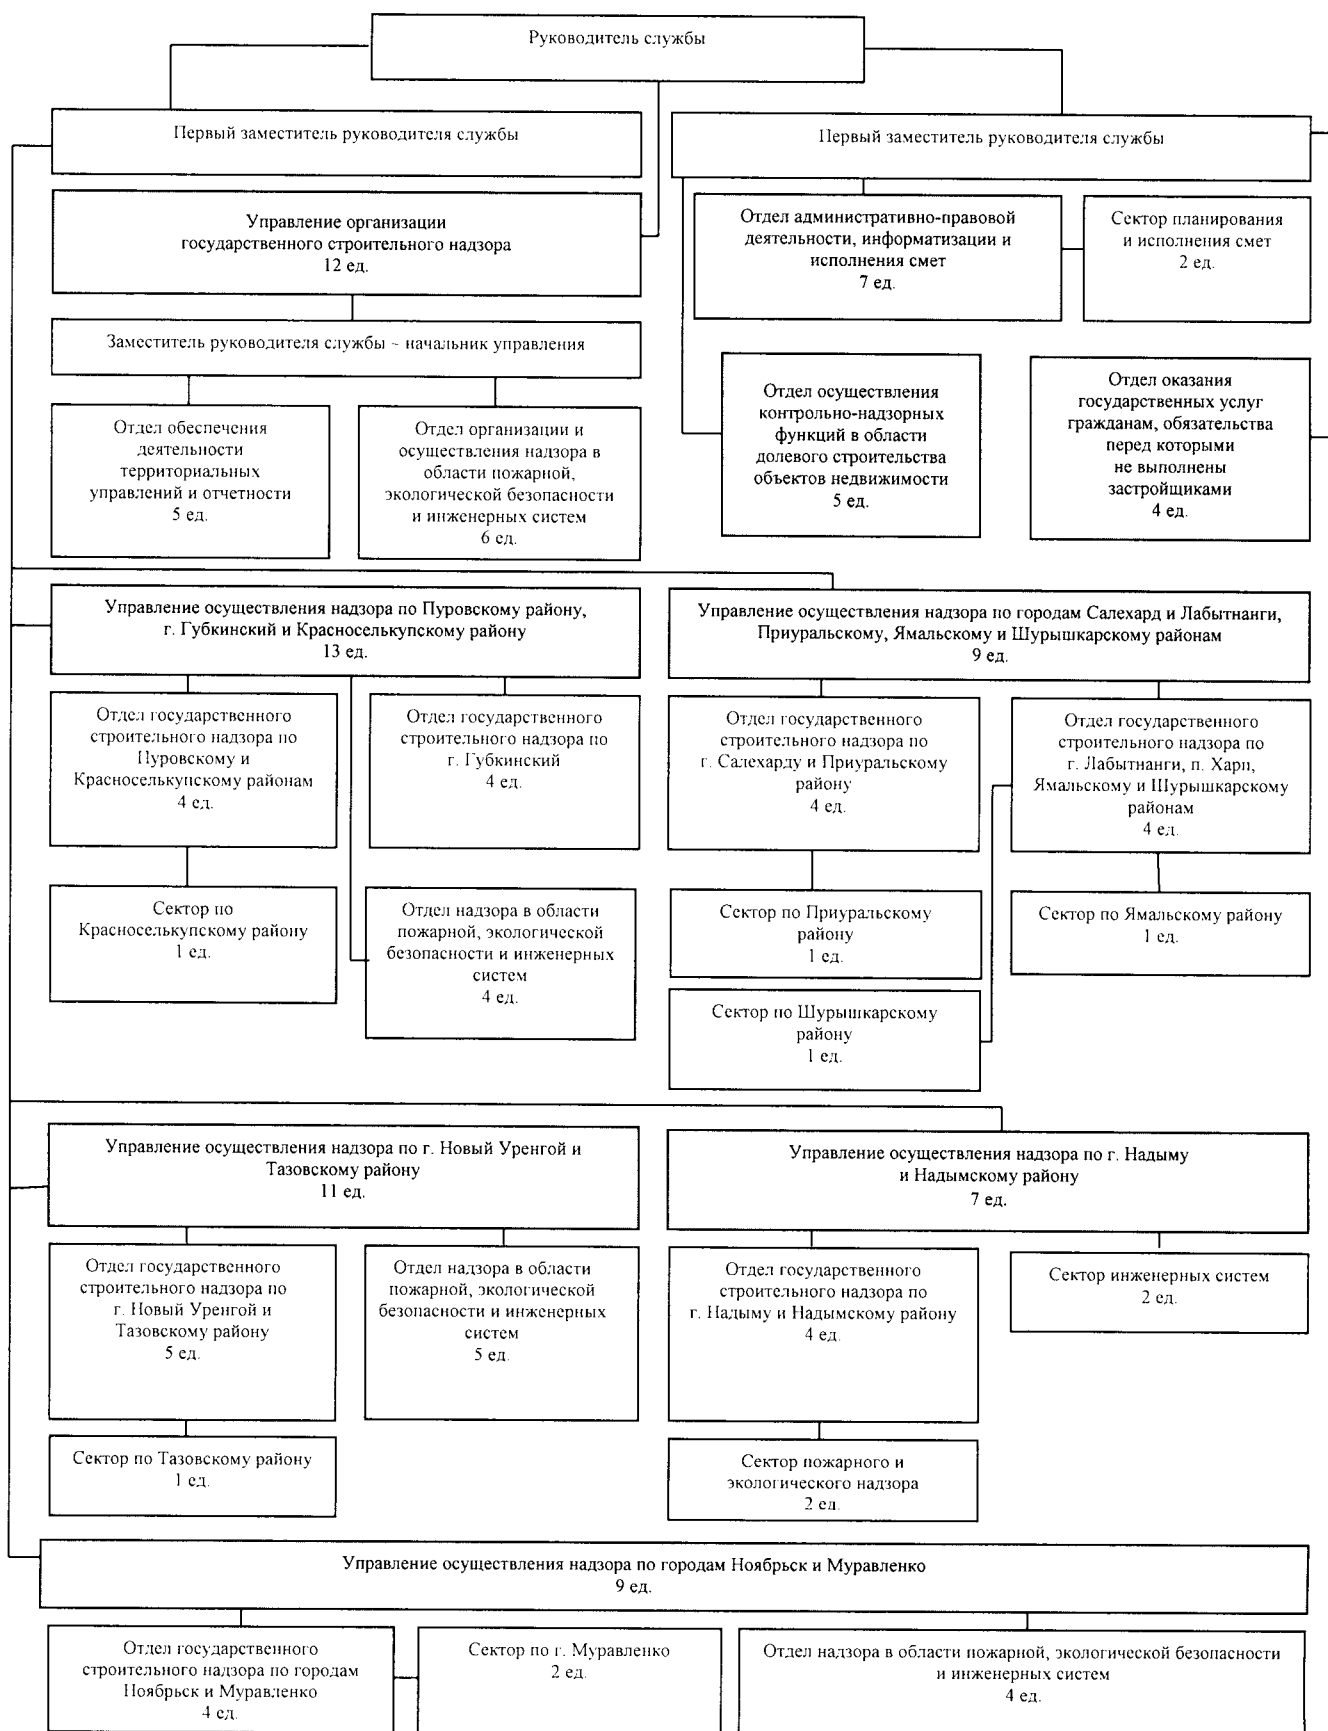 Руководитель службы
Первый заместитель руководителя службы
Первый заместитель руководителя службы
Управление организации
государственного строительного надзора
12 ед.
Отдел административно-правовой
деятельности, информатизации и
исполнения смет
7 ед.
Сектор планирования
и исполнения смет
2 ед.
Заместитель руководителя службы – начальник управления
Отдел обеспечения
деятельности
территориальных
управлений и отчетности
5 ед.
Отдел организации и
осуществления надзора в
области пожарной,
экологической безопасности
и инженерных систем
6 ед.
Отдел осуществления
контрольно-надзорных
функций в области
долевого строительства
объектов недвижимости
5 ед.
Отдел оказания
государственных услуг
гражданам, обязательства
перед которыми
не выполнены
застройщиками
4 ед.
Управление осуществления надзора по Пуровскому району,
г. Губкинский и Красноселькупскому району
13 ед.
Управление осуществления надзора по городам Салехард и Лабытнанги,
Приуральскому, Ямальскому и Шурышкарскому районам
9 ед.
Отдел государственного
строительного надзора по
Пуровскому и
Красноселькупскому районам
4 ед.
Отдел государственного
строительного надзора по
г. Губкинский
4 ед.
Отдел государственного
строительного надзора по
г. Салехарду и Приуральскому
району
4 ед.
Отдел государственного
строительного надзора по
г. Лабытнанги, п. Харп,
Ямальскому и Шурышкарскому
районам
4 ед.
Сектор по
Красноселькупскому району
1 ед.
Отдел надзора в области
пожарной, экологической
безопасности и инженерных
систем
4 ед.
Сектор по Приуральскому
району
1 ед.
Сектор по Ямальскому району
1 ед.
Сектор по Шурышкарскому
району
1 ед.
Управление осуществления надзора по г. Новый Уренгой и
Тазовскому району
11 ед.
Управление осуществления надзора по г. Надыму
и Надымскому району
7 ед.
Отдел государственного
строительного надзора по
г. Новый Уренгой и
Тазовскому району
5 ед.
Отдел надзора в области
пожарной, экологической
безопасности и инженерных
систем
5 ед.
Отдел государственного
строительного надзора по
г. Надыму и Надымскому району
4 ед.
Сектор инженерных систем
2 ед.
Сектор по Тазовскому району
1 ед.
Сектор пожарного и
экологического надзора
2 ед.
Управление осуществления надзора по городам Ноябрьск и Муравленко
9 ед.
Отдел государственного
строительного надзора по городам
Ноябрьск и Муравленко
4 ед.
Сектор по г. Муравленко
2 ед.
Отдел надзора в области пожарной, экологической безопасности
и инженерных систем
4 ед.